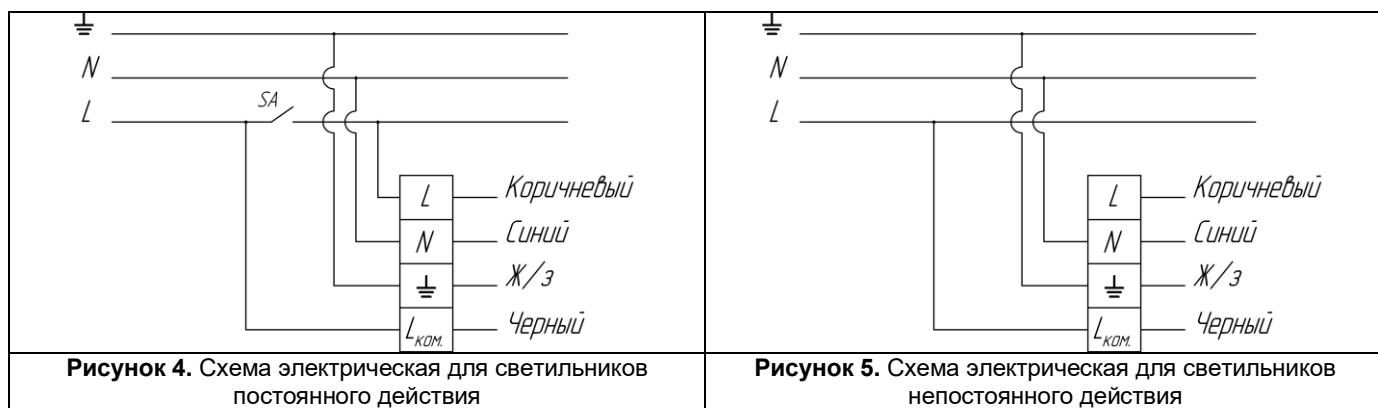 N
L
SA
L Коричневый
N Синий
Ж/з
Lком. Черный
Рисунок 4. Схема электрическая для светильников
постоянного действия
N
L
L Коричневый
N Синий
Ж/з
Lком. Черный
Рисунок 5. Схема электрическая для светильников
непостоянного действия